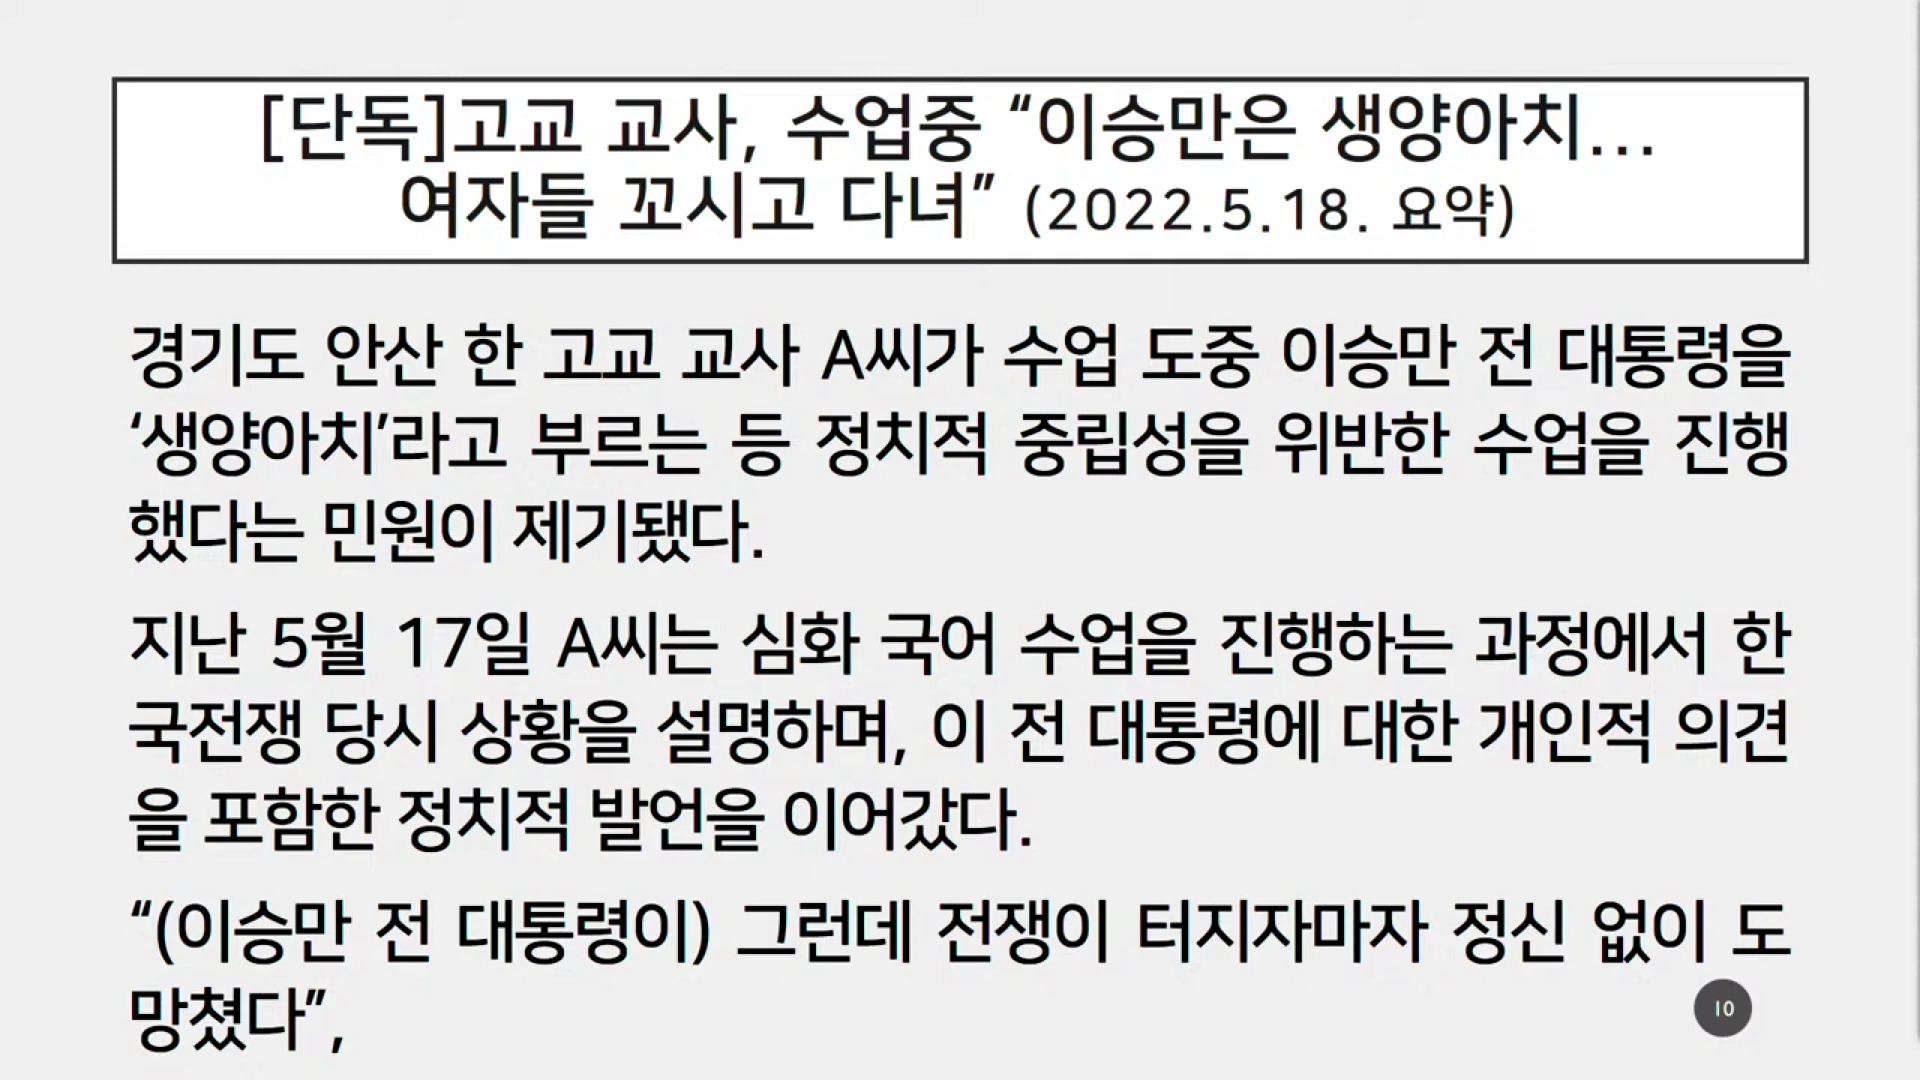 [단독]고교 교사, 수업중 “이승만은 생양아치...
여자들 꼬시고 다녀” (2022.5.18. 요약)
경기도 안산 한 고교 교사 A씨가 수업 도중 이승만 전 대통령을
‘생양아치’라고 부르는 등 정치적 중립성을 위반한 수업을 진행
했다는 민원이 제기됐다.
지난 5월 17일 A씨는 심화 국어 수업을 진행하는 과정에서 한
국전쟁 당시 상황을 설명하며, 이 전 대통령에 대한 개인적 의견
을 포함한 정치적 발언을 이어갔다.
“(이승만 전 대통령이) 그런데 전쟁이 터지자마자 정신 없이 도
망쳤다”,
10